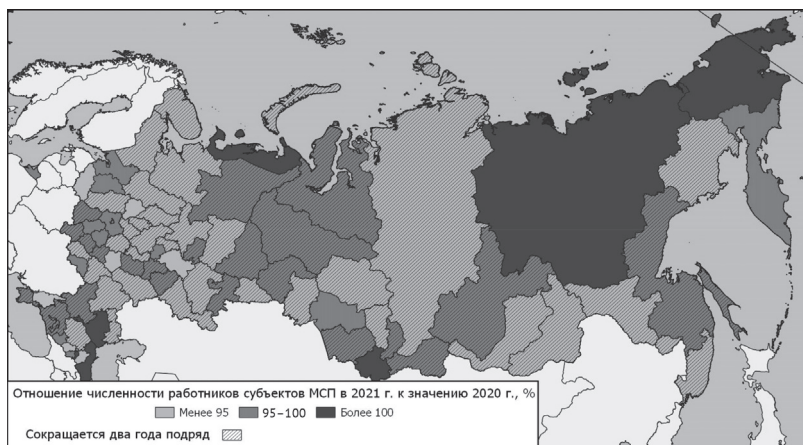 Отношение численности работников субъектов МСП в 2021 г. к значению 2020 г., %
Менее 95 95–100 Более 100
Сокращается два года подряд